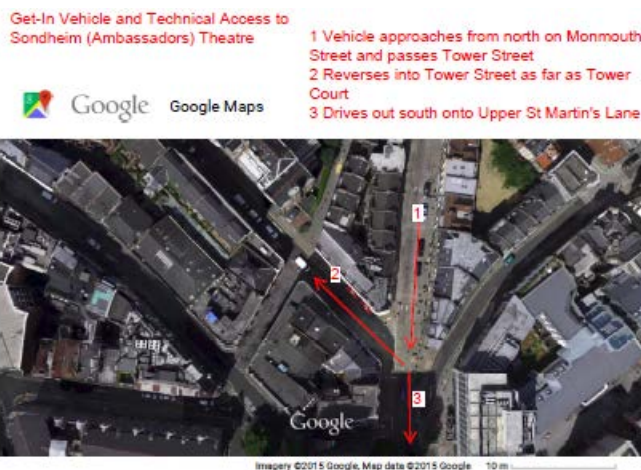 Get-In Vehicle and Technical Access to
Sondheim (Ambassadors) Theatre
1 Vehicle approaches from north on Monmouth
Street and passes Tower Street
2 Reverses into Tower Street as far as Tower
Court
3 Drives out south onto Upper St Martin's Lane
Google Google Maps
1
2
3
Google
Imagery ©2015 Google, Map data ©2015 Google 10 m